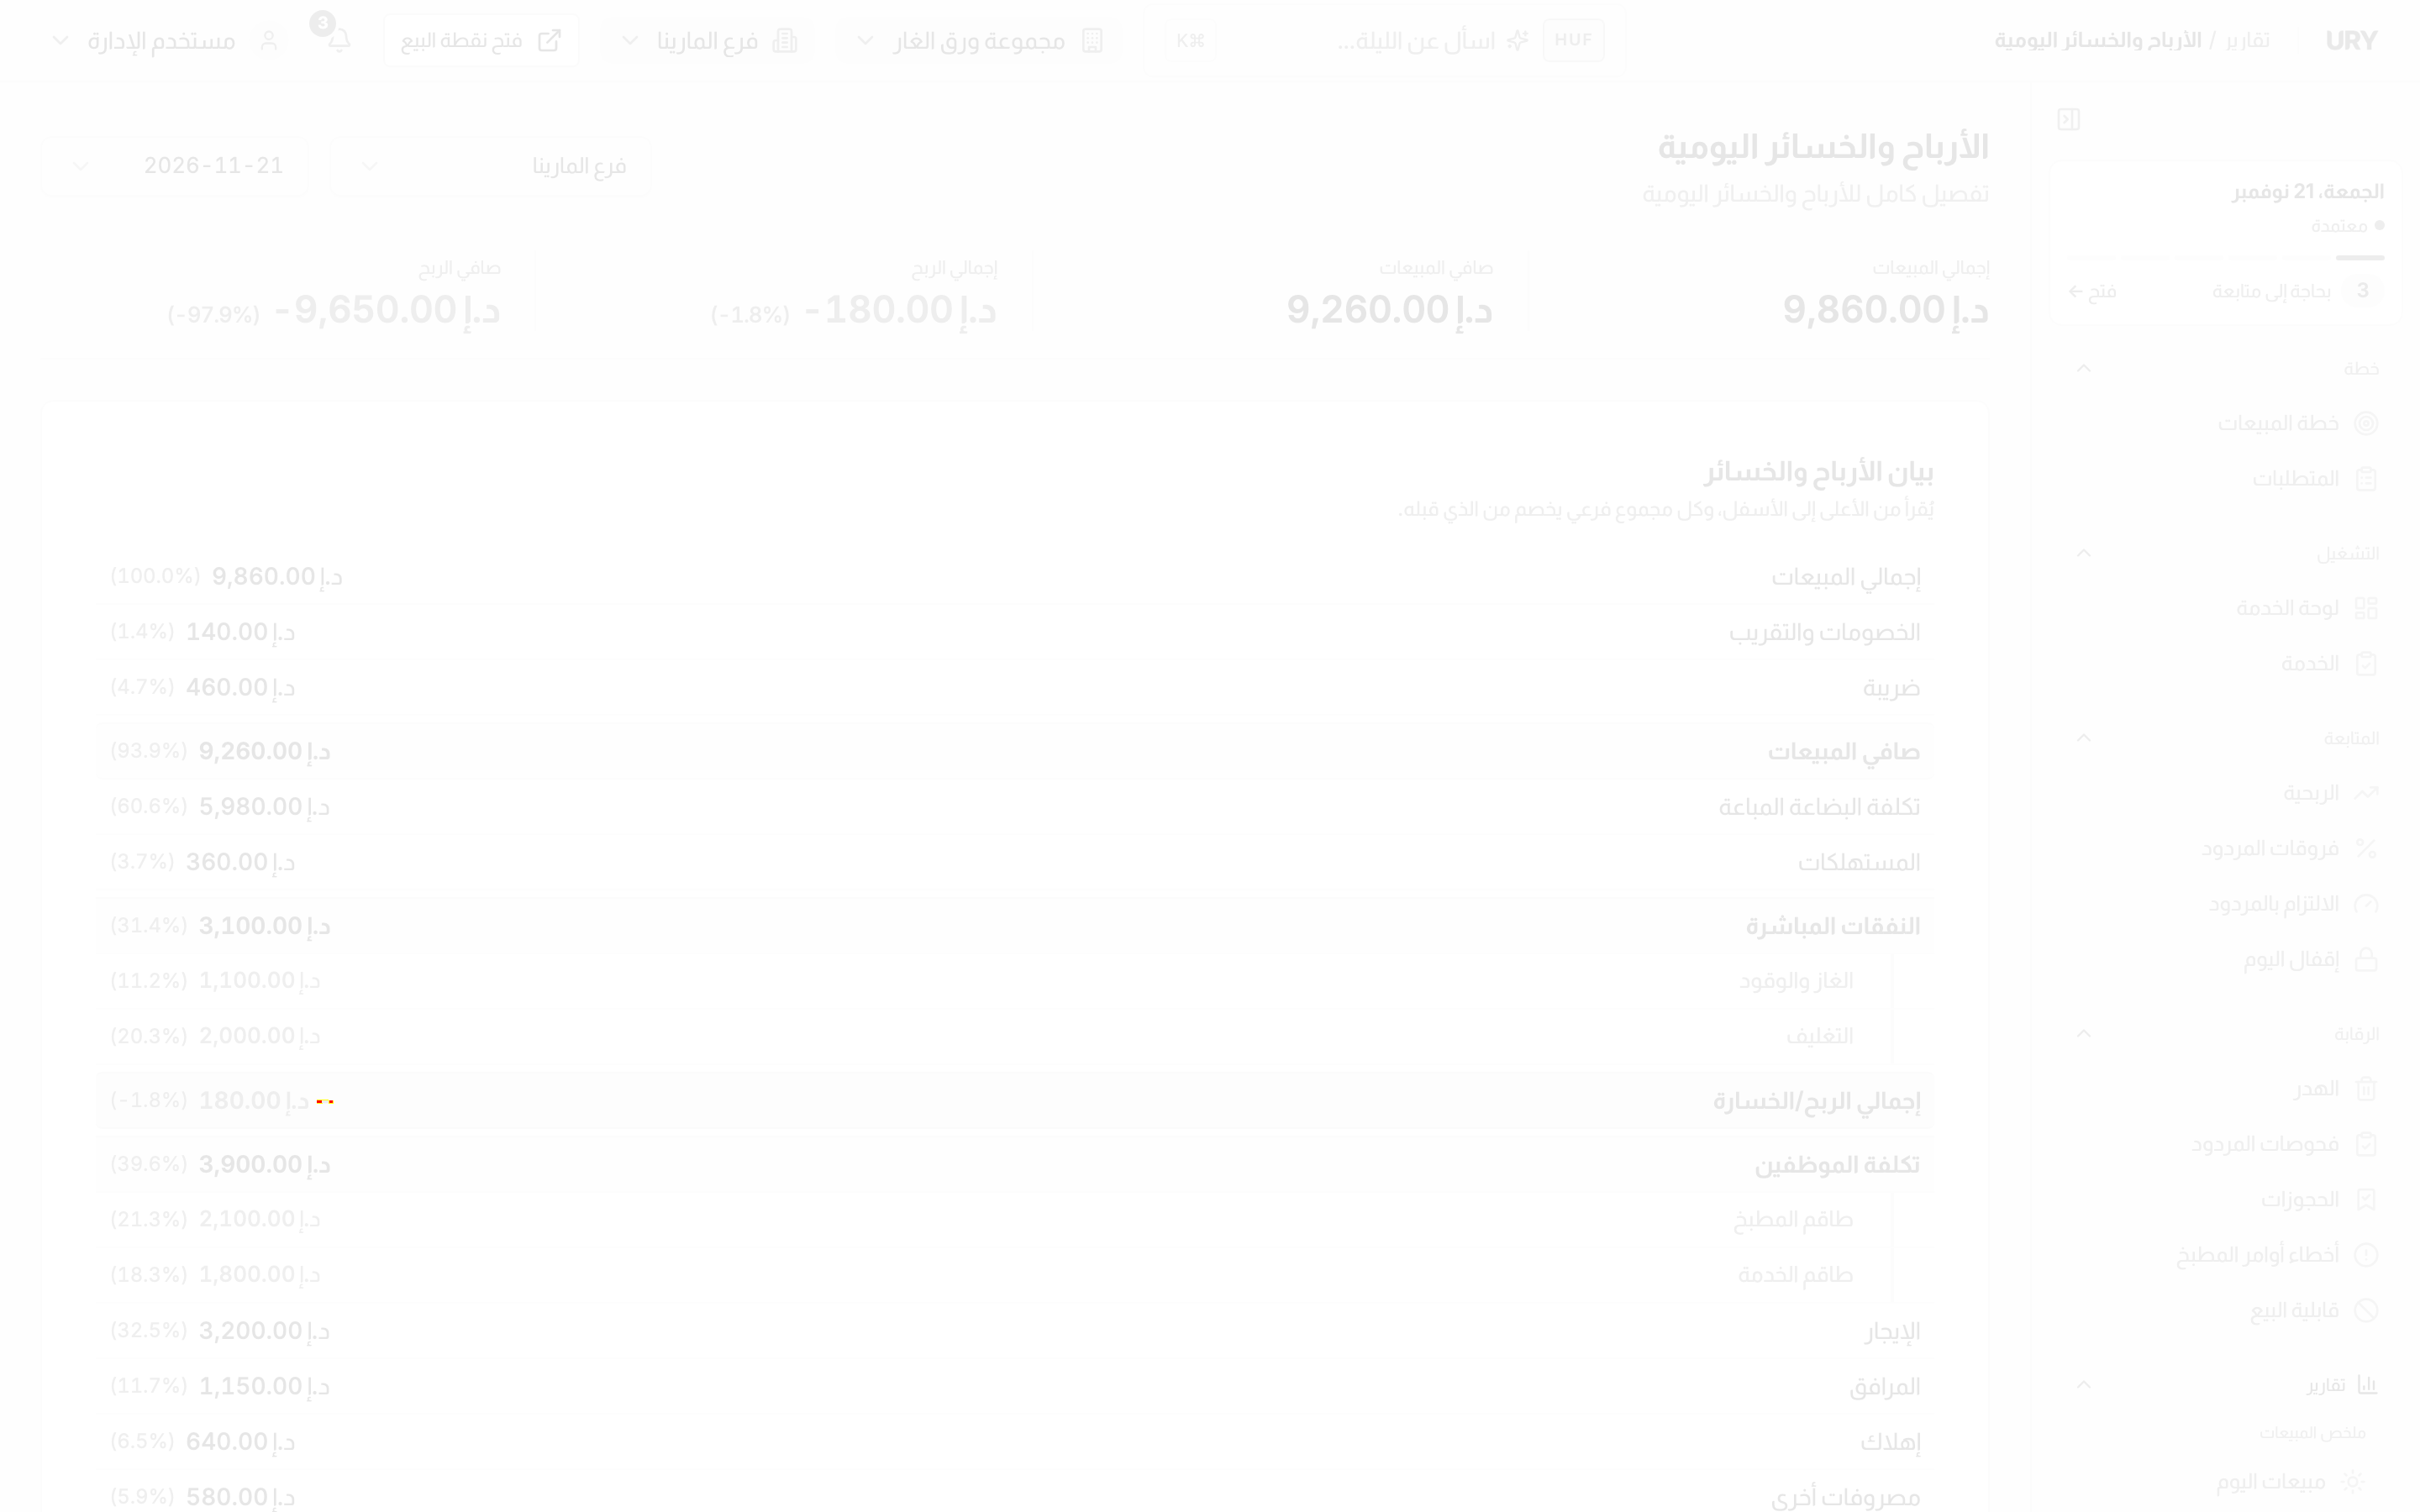 URY
تقارير / الأرباح والخسائر اليومية
HUF
اسأل عن الليلة...
⌘K
مجموعة ورق الغار
فرع المارينا
فتح نقطة البيع
3
مستخدم الإدارة
الجمعة، 21 نوفمبر
معتمدة
3 بحاجة إلى متابعة
فتح ←
خطة
خطة المبيعات
المتطلبات
التشغيل
لوحة الخدمة
الخدمة
المتابعة
الربحية
فروقات المردود
الالتزام بالمردود
إقفال اليوم
الرقابة
الهدر
فحوصات المردود
الحجوزات
أخطاء أوامر المطبخ
قابلية البيع
تقارير
ملخص المبيعات
مبيعات اليوم
الأرباح والخسائر اليومية
تفصيل كامل للأرباح والخسائر اليومية
فرع المارينا
2026-11-21
إجمالي المبيعات
د.إ 9,860.00
صافي المبيعات
د.إ 9,260.00
إجمالي الربح
د.إ 180.00- (-1.8%)
صافي الربح
د.إ 9,650.00- (-97.9%)
بيان الأرباح والخسائر
يُقرأ من الأعلى إلى الأسفل، وكل مجموع فرعي يخصم من الذي قبله.
إجمالي المبيعات د.إ 9,860.00 (100.0%)
الخصومات والتقريب د.إ 140.00 (1.4%)
ضريبة د.إ 460.00 (4.7%)
صافي المبيعات د.إ 9,260.00 (93.9%)
تكلفة البضاعة المباعة د.إ 5,980.00 (60.6%)
المستهلكات د.إ 360.00 (3.7%)
النفقات المباشرة د.إ 3,100.00 (31.4%)
الغاز والوقود د.إ 1,100.00 (11.2%)
التغليف د.إ 2,000.00 (20.3%)
إجمالي الربح/الخسارة -د.إ 180.00 (-1.8%)
تكلفة الموظفين د.إ 3,900.00 (39.6%)
طاقم المطبخ د.إ 2,100.00 (21.3%)
طاقم الخدمة د.إ 1,800.00 (18.3%)
الإيجار د.إ 3,200.00 (32.5%)
المرافق د.إ 1,150.00 (11.7%)
إهلاك د.إ 640.00 (6.5%)
مصروفات أخرى د.إ 580.00 (5.9%)